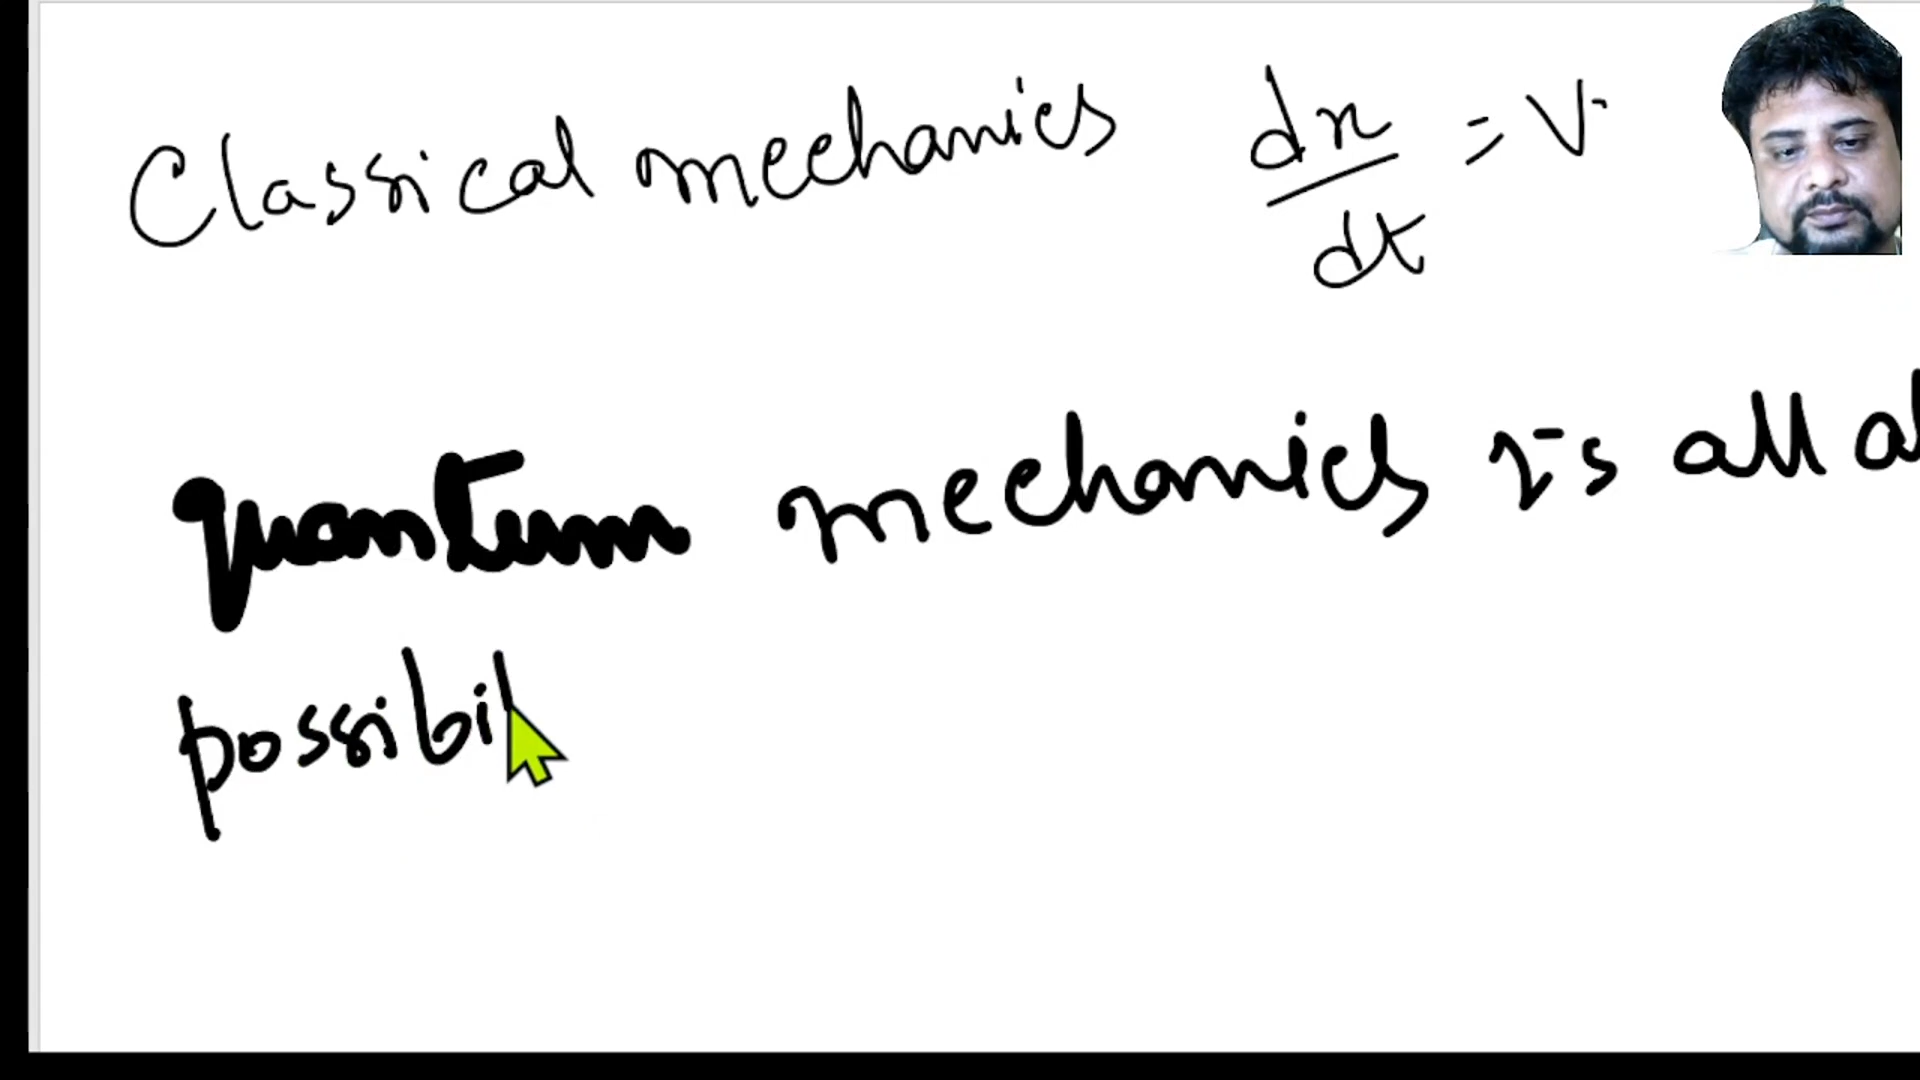 Classical mechanics dx/dt = v.
quantum mechanics is all a
possibil